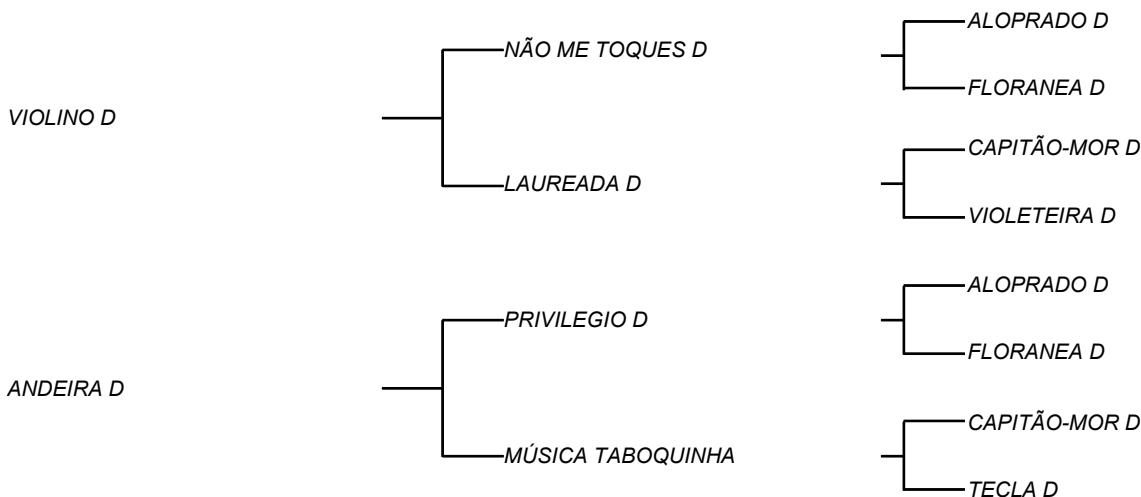 VIOLINO D
NÃO ME TOQUES D
ALOPRADO D
FLORANEA D
LAUREADA D
CAPITÃO-MOR D
VIOLETEIRA D
ANDEIRA D
PRIVILEGIO D
ALOPRADO D
FLORANEA D
MÚSICA TABOQUINHA
CAPITÃO-MOR D
TECLA D